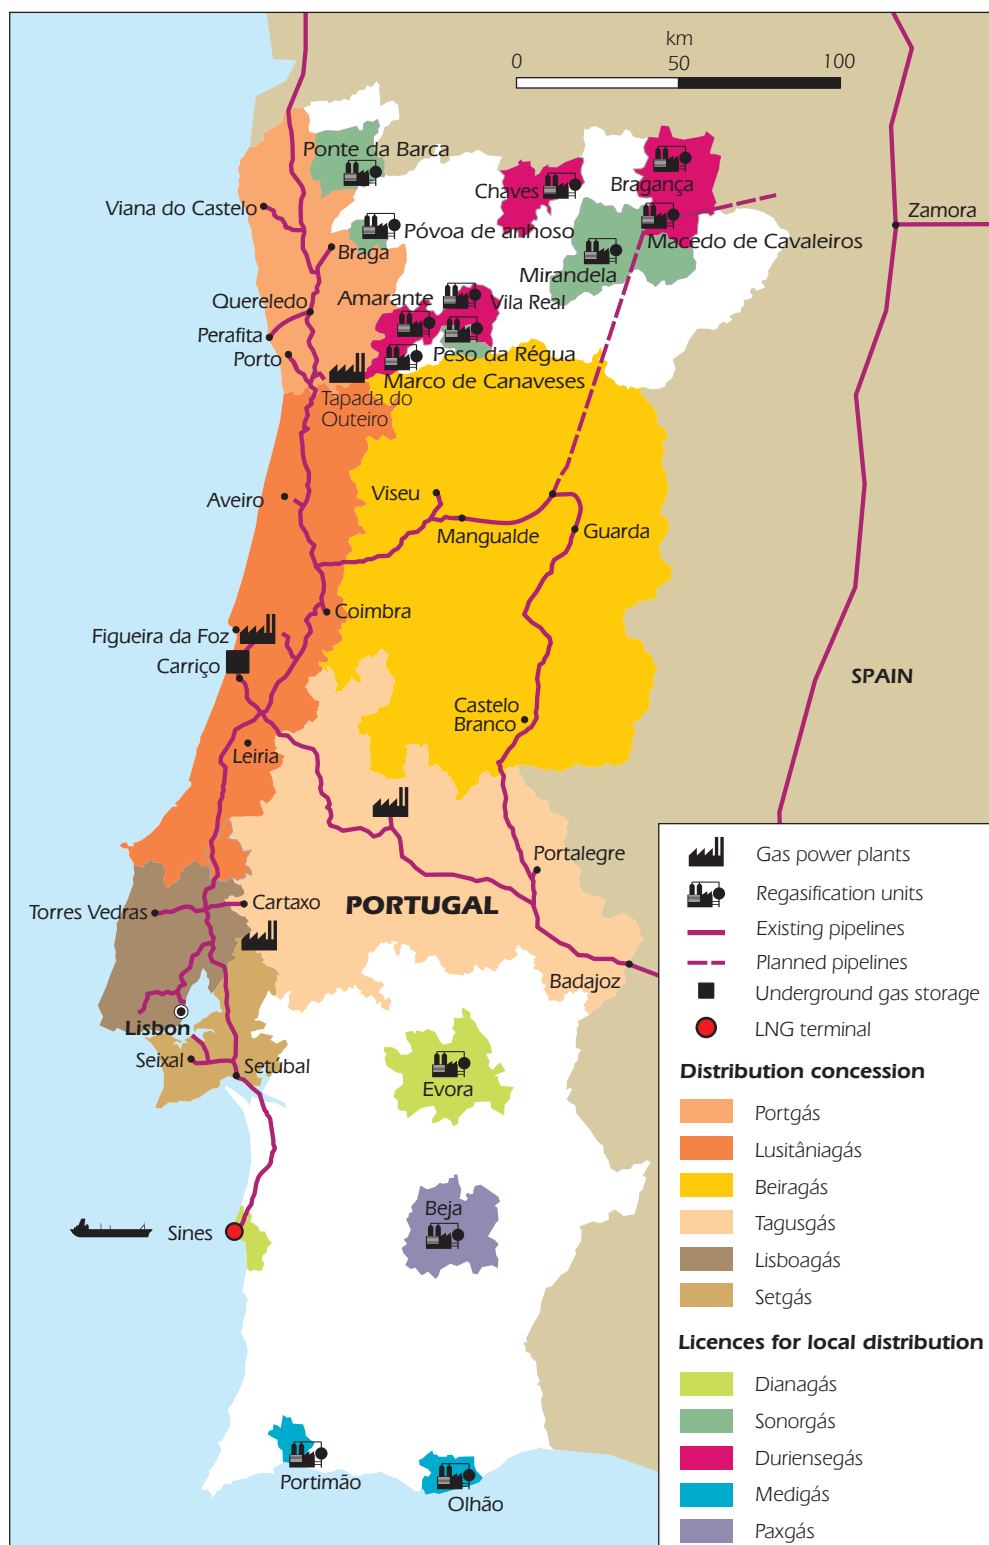 km
0 50 100
Ponte da Barca
Chaves
Bragança
Viana do Castelo
Zamora
Póvoa de anhoso
Macedo de Cavaleiros
Braga
Mirandela
Quereledo
Amarante
Vila Real
Perafita
Porto
Peso da Régua
Marco de Canaveses
Tapada do
Outeiro
Aveiro
Viseu
Mangualde
Guarda
Coimbra
Figueira da Foz
Carriço
SPAIN
Castelo
Branco
Leiria
Portalegre
Torres Vedras
Cartaxo
PORTUGAL
Badajoz
Lisbon
Seixal
Setúbal
Evora
Beja
Sines
Portimão
Olhão
Gas power plants
Regasification units
Existing pipelines
Planned pipelines
Underground gas storage
LNG terminal
Distribution concession
Portgás
Lusitâniagás
Beiragás
Tagusgás
Lisboagás
Setgás
Licences for local distribution
Dianagás
Sonorgás
Duriensegás
Medigás
Paxgás